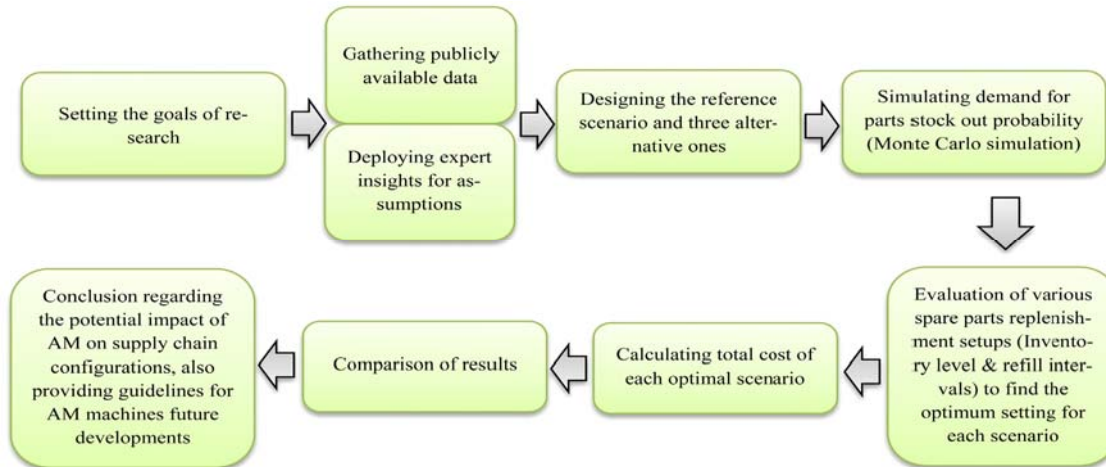 Setting the goals of re-
search
Gathering publicly
available data
Deploying expert
insights for as-
sumptions
Designing the reference
scenario and three alter-
native ones
Simulating demand for
parts stock out probability
(Monte Carlo simulation)
Evaluation of various
spare parts replenish-
ment setups (Invento-
ry level & refill inter-
vals) to find the
optimum setting for
each scenario
Calculating total cost of
each optimal scenario
Comparison of results
Conclusion regarding
the potential impact of
AM on supply chain
configurations, also
providing guidelines for
AM machines future
developments